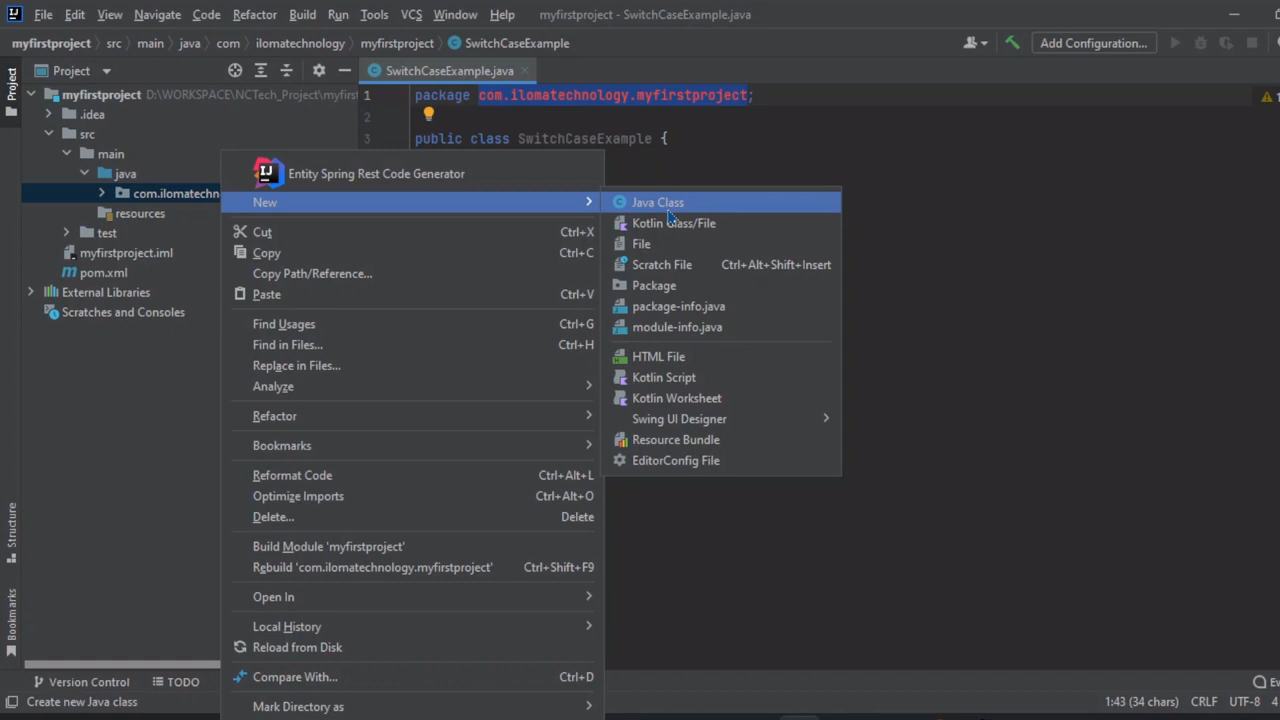 File Edit View Navigate Code Refactor Build Run Tools VCS Window Help myfirstproject - SwitchCaseExample.java
myfirstproject src main java com ilomatechnology myfirstproject SwitchCaseExample Add Configuration...
Project
Project SwitchCaseExample.java
myfirstproject D:\WORKSPACE\NCTech_Project\myfirst
.idea
src
main
java
com.ilomatechn
resources
test
myfirstproject.iml
pom.xml
External Libraries
Scratches and Consoles
1 package com.ilomatechnology.myfirstproject;
2
3 public class SwitchCaseExample {
Entity Spring Rest Code Generator
New
Cut Ctrl+X
Copy Ctrl+C
Copy Path/Reference...
Paste Ctrl+V
Find Usages Ctrl+G
Find in Files... Ctrl+H
Replace in Files...
Analyze
Refactor
Bookmarks
Reformat Code Ctrl+Alt+L
Optimize Imports Ctrl+Alt+O
Delete... Delete
Build Module 'myfirstproject'
Rebuild 'com.ilomatechnology.myfirstproject' Ctrl+Shift+F9
Open In
Local History
Reload from Disk
Compare With... Ctrl+D
Mark Directory as
Java Class
Kotlin Class/File
File
Scratch File Ctrl+Alt+Shift+Insert
Package
package-info.java
module-info.java
HTML File
Kotlin Script
Kotlin Worksheet
Swing UI Designer
Resource Bundle
EditorConfig File
Structure
Bookmarks
Version Control TODO
Create new Java class 1:43 (34 chars) CRLF UTF-8 4